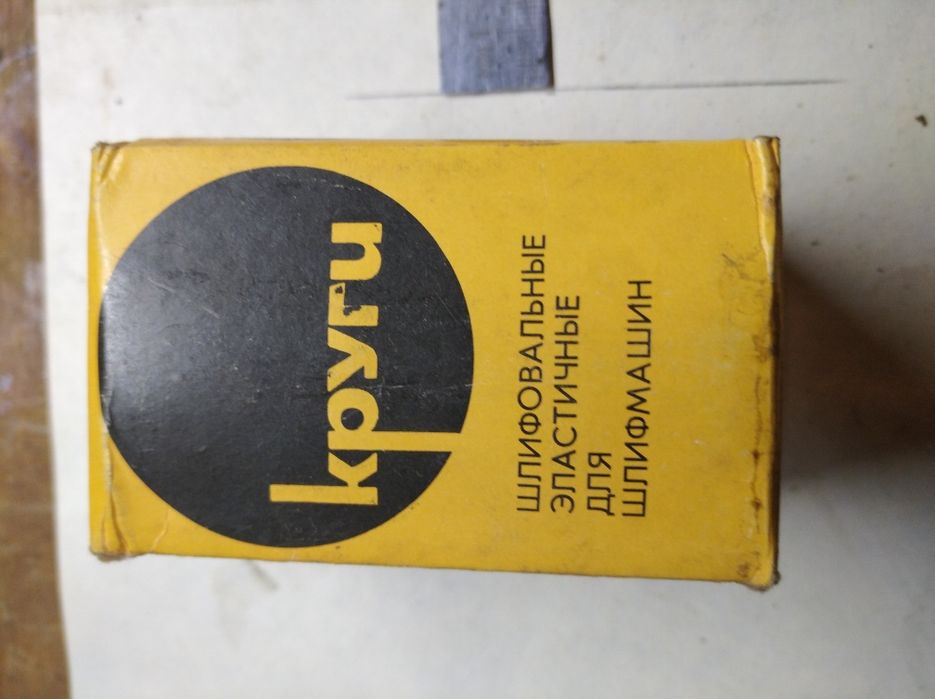 круги
ШЛИФОВАЛЬНЫЕ
ЭЛАСТИЧНЫЕ
ДЛЯ
ШЛИФМАШИН